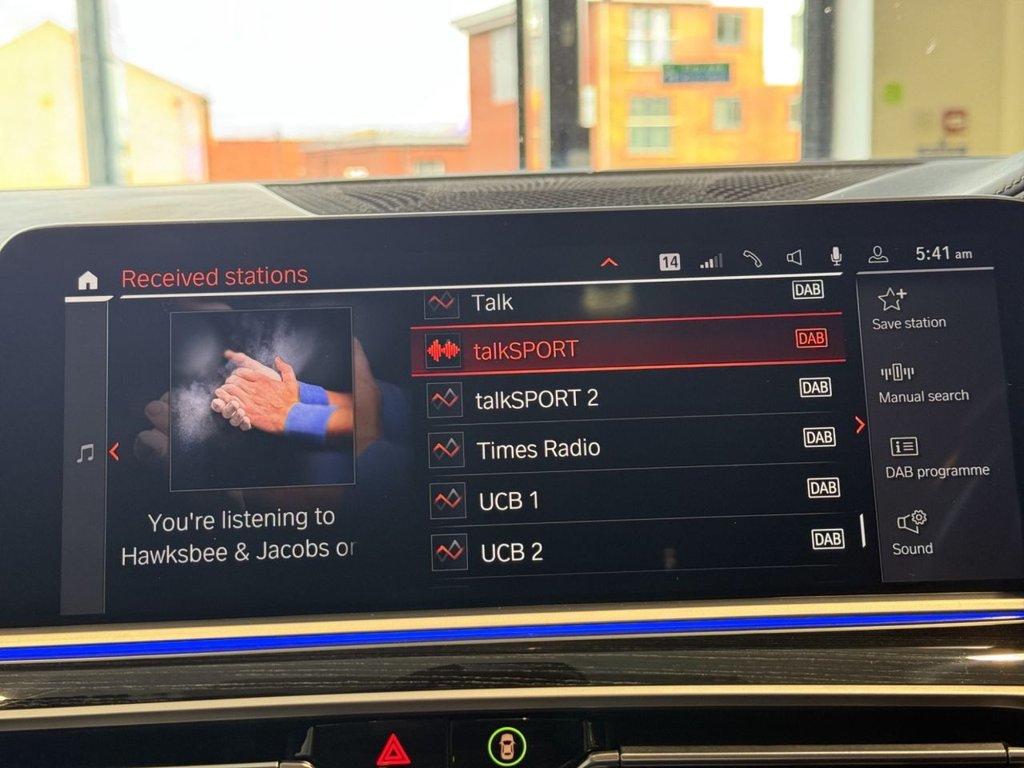 Received stations
14
5:41 am
Talk
DAB
talkSPORT
DAB
talkSPORT 2
DAB
Times Radio
DAB
UCB 1
DAB
UCB 2
DAB
You're listening to
Hawksbee & Jacobs or
Save station
Manual search
DAB programme
Sound